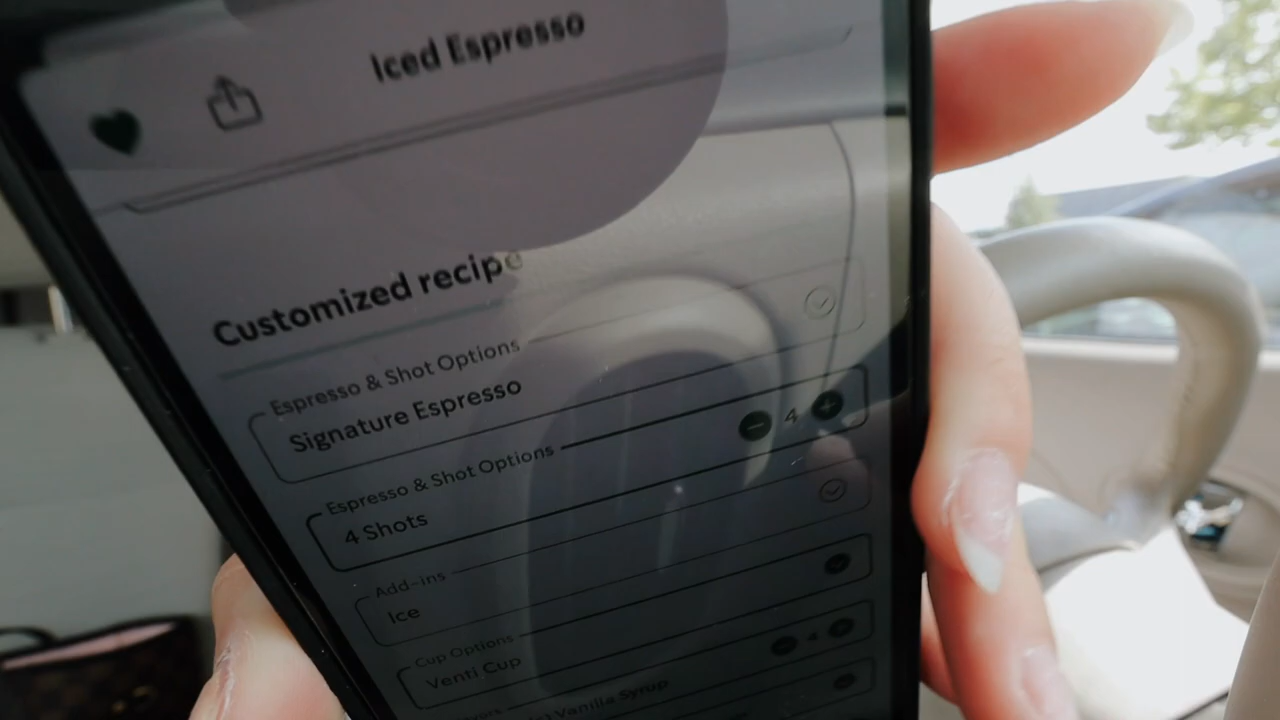 Iced Espresso
Customized recipe
Espresso & Shot Options
Signature Espresso
Espresso & Shot Options
4 Shots
4
Add-ins
Ice
Cup Options
Venti Cup
4
Vanilla Syrup